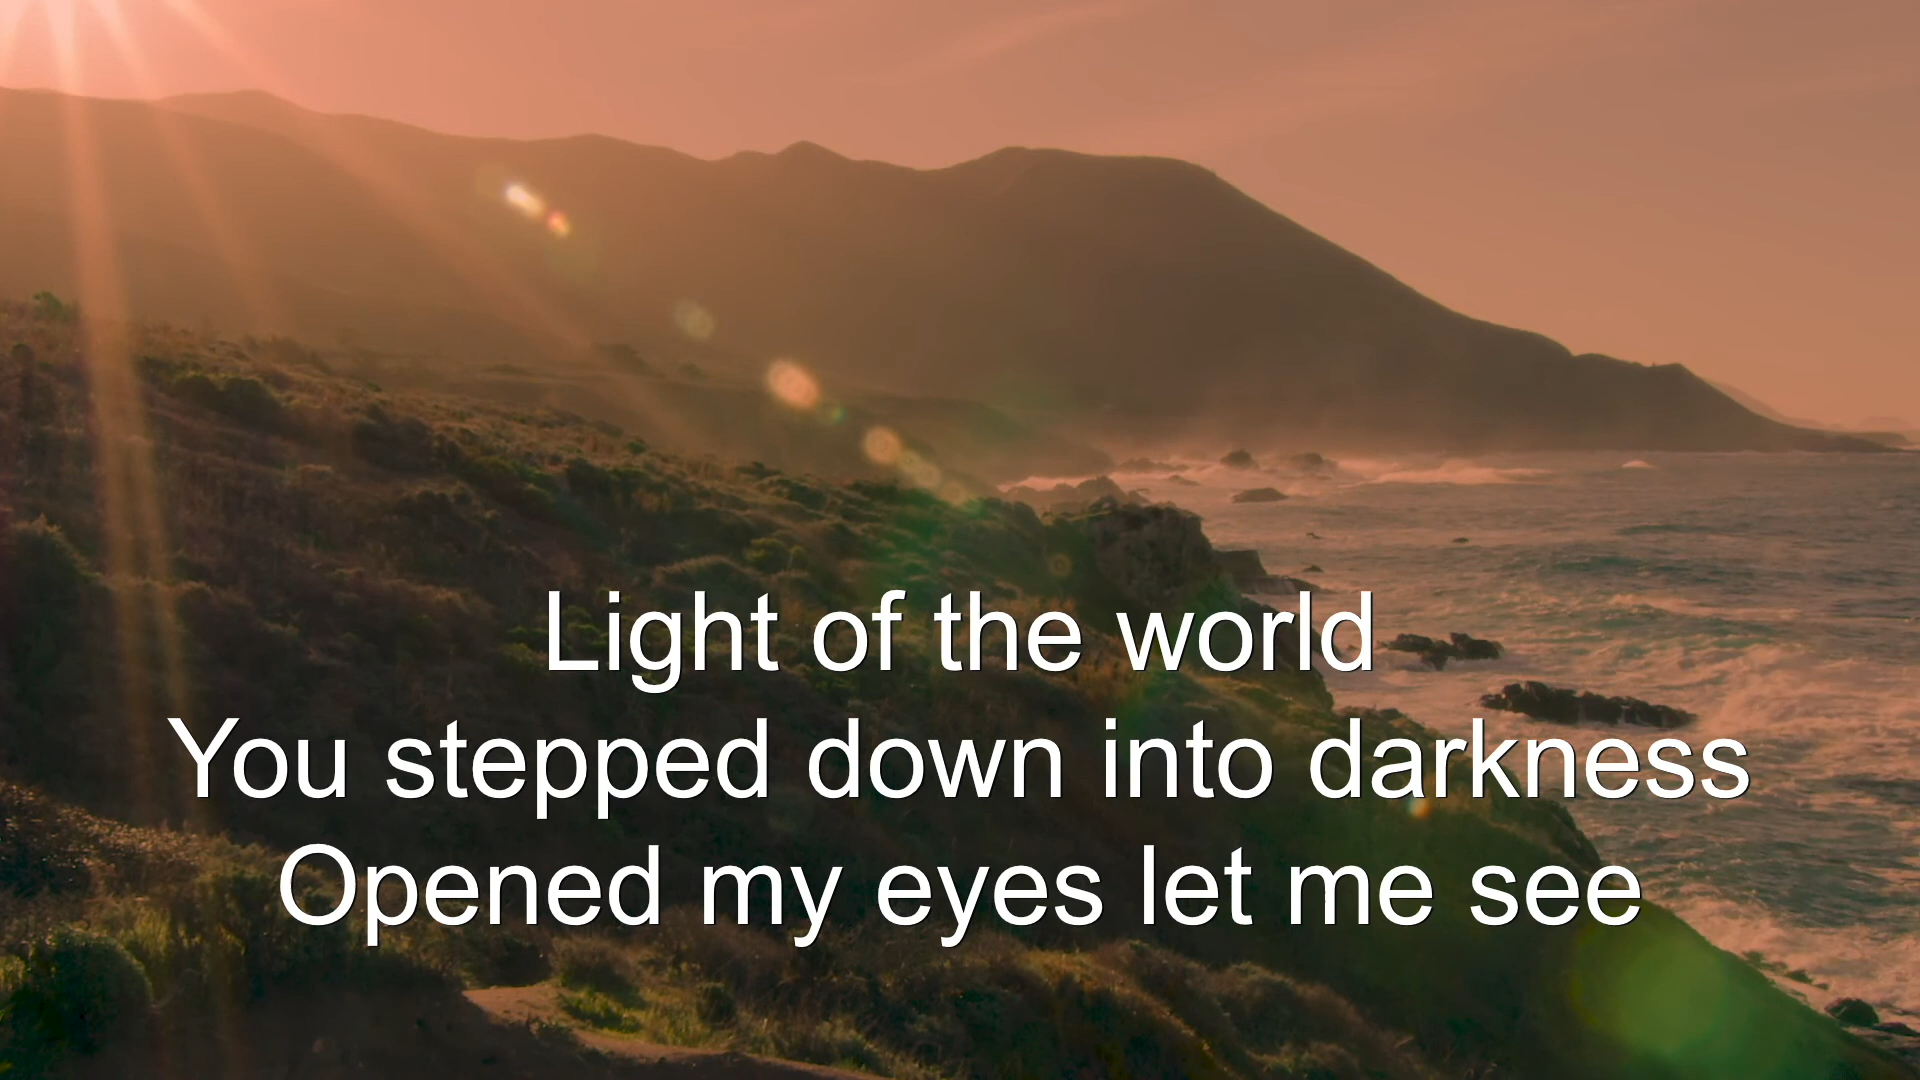 Light of the world
You stepped down into darkness
Opened my eyes let me see